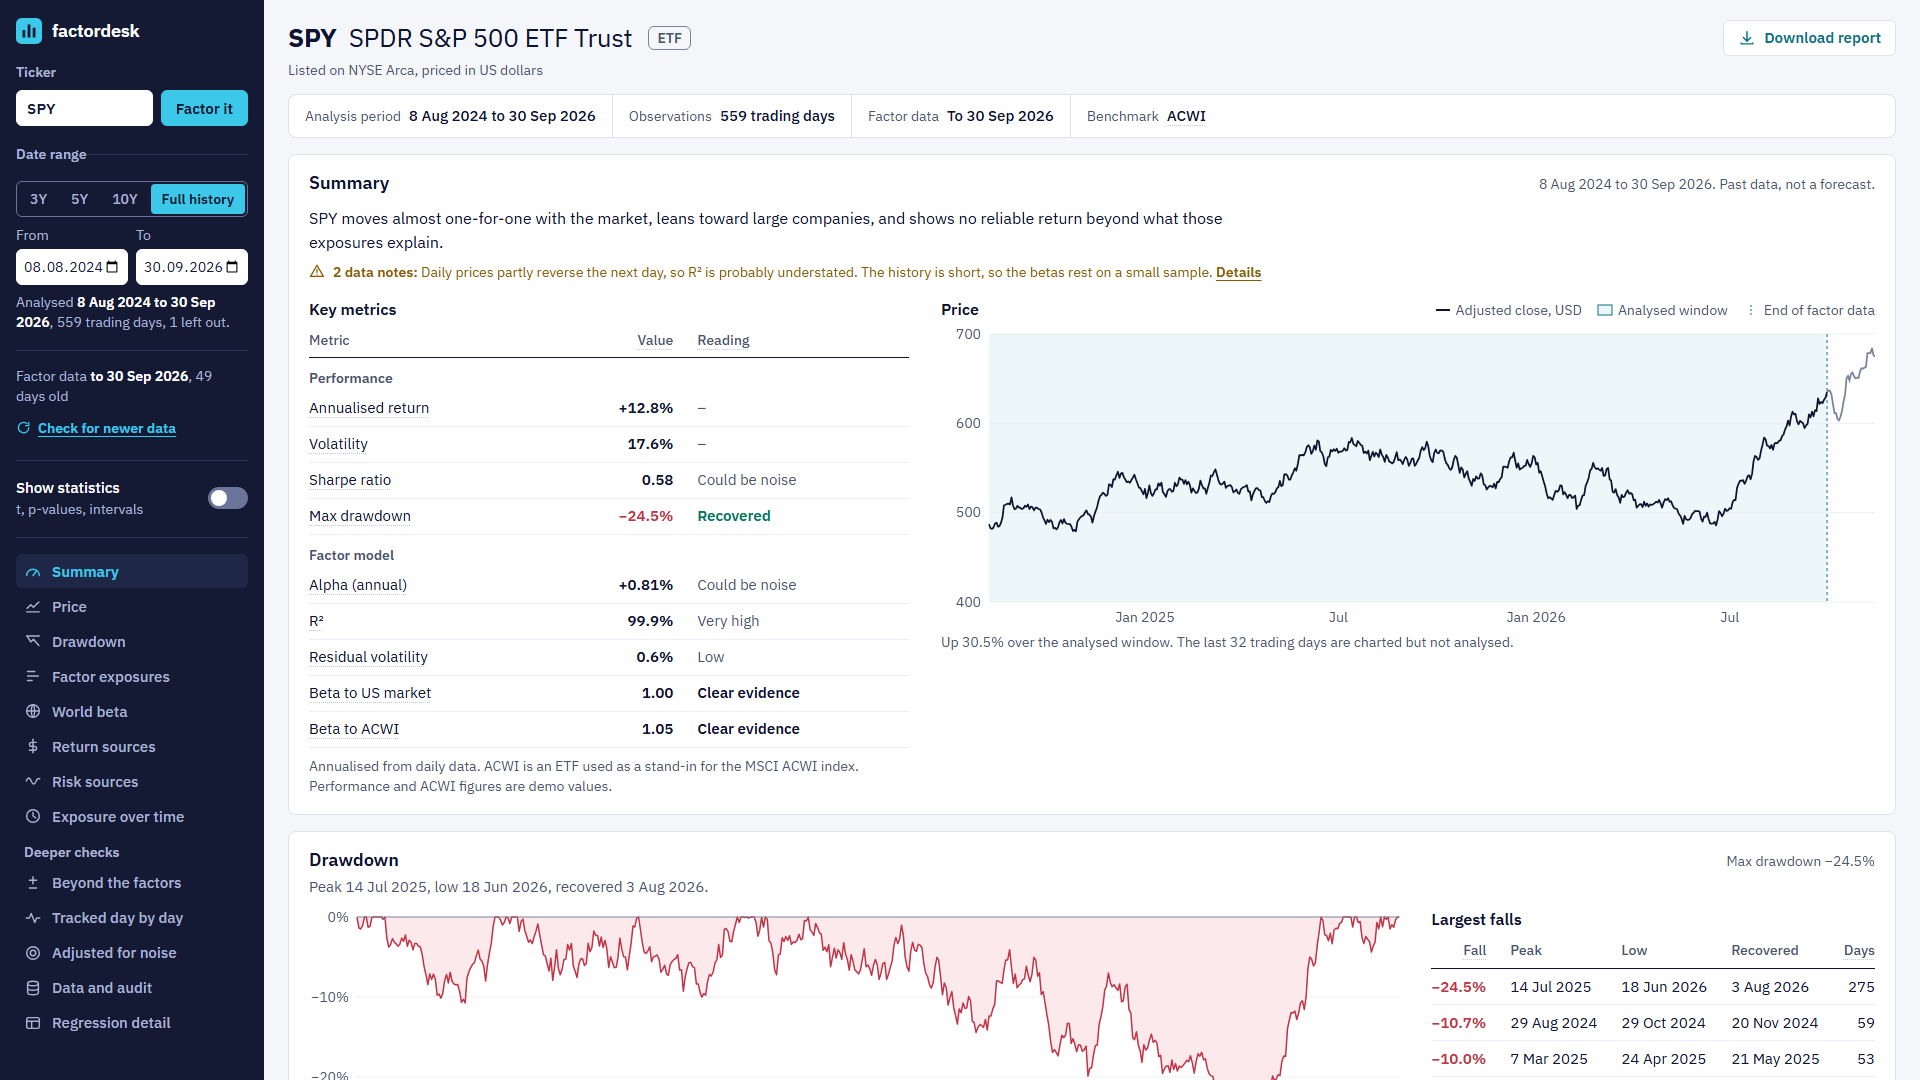 factordesk
Ticker
SPY
Factor it
Date range
3Y 5Y 10Y Full history
From To
08.08.2024 30.09.2026
Analysed 8 Aug 2024 to 30 Sep
2026, 559 trading days, 1 left out.
Factor data to 30 Sep 2026, 49
days old
Check for newer data
Show statistics
t, p-values, intervals
Summary
Price
Drawdown
Factor exposures
World beta
Return sources
Risk sources
Exposure over time
Deeper checks
Beyond the factors
Tracked day by day
Adjusted for noise
Data and audit
Regression detail
SPY SPDR S&P 500 ETF Trust ETF
Download report
Listed on NYSE Arca, priced in US dollars
Analysis period 8 Aug 2024 to 30 Sep 2026 Observations 559 trading days Factor data To 30 Sep 2026 Benchmark ACWI
Summary
8 Aug 2024 to 30 Sep 2026. Past data, not a forecast.
SPY moves almost one-for-one with the market, leans toward large companies, and shows no reliable return beyond what those
exposures explain.
2 data notes: Daily prices partly reverse the next day, so R² is probably understated. The history is short, so the betas rest on a small sample. Details
Key metrics
Metric Value Reading
Performance
Annualised return +12.8% –
Volatility 17.6% –
Sharpe ratio 0.58 Could be noise
Max drawdown −24.5% Recovered
Factor model
Alpha (annual) +0.81% Could be noise
R² 99.9% Very high
Residual volatility 0.6% Low
Beta to US market 1.00 Clear evidence
Beta to ACWI 1.05 Clear evidence
Annualised from daily data. ACWI is an ETF used as a stand-in for the MSCI ACWI index.
Performance and ACWI figures are demo values.
Price
Adjusted close, USD Analysed window End of factor data
700
600
500
400
Jan 2025 Jul Jan 2026 Jul
Up 30.5% over the analysed window. The last 32 trading days are charted but not analysed.
Drawdown
Max drawdown −24.5%
Peak 14 Jul 2025, low 18 Jun 2026, recovered 3 Aug 2026.
0%
−10%
−20%
Largest falls
Fall Peak Low Recovered Days
−24.5% 14 Jul 2025 18 Jun 2026 3 Aug 2026 275
−10.7% 29 Aug 2024 29 Oct 2024 20 Nov 2024 59
−10.0% 7 Mar 2025 24 Apr 2025 21 May 2025 53